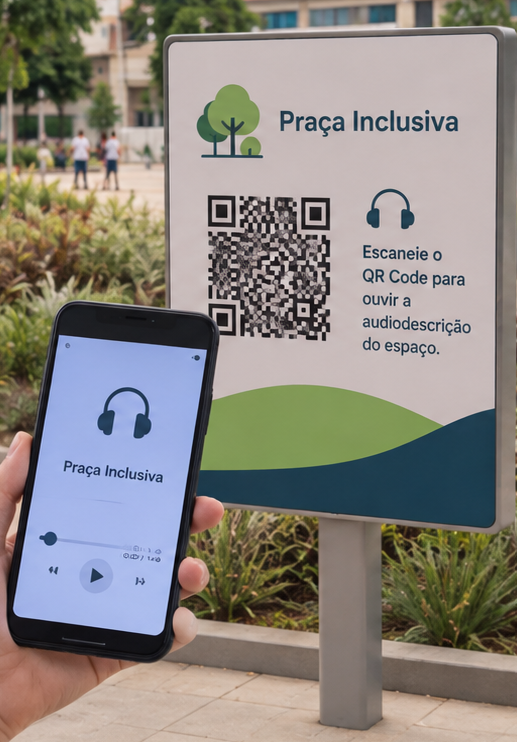 Praça Inclusiva
Escaneie o
QR Code para
ouvir a
audiodescrição
do espaço.
Praça Inclusiva